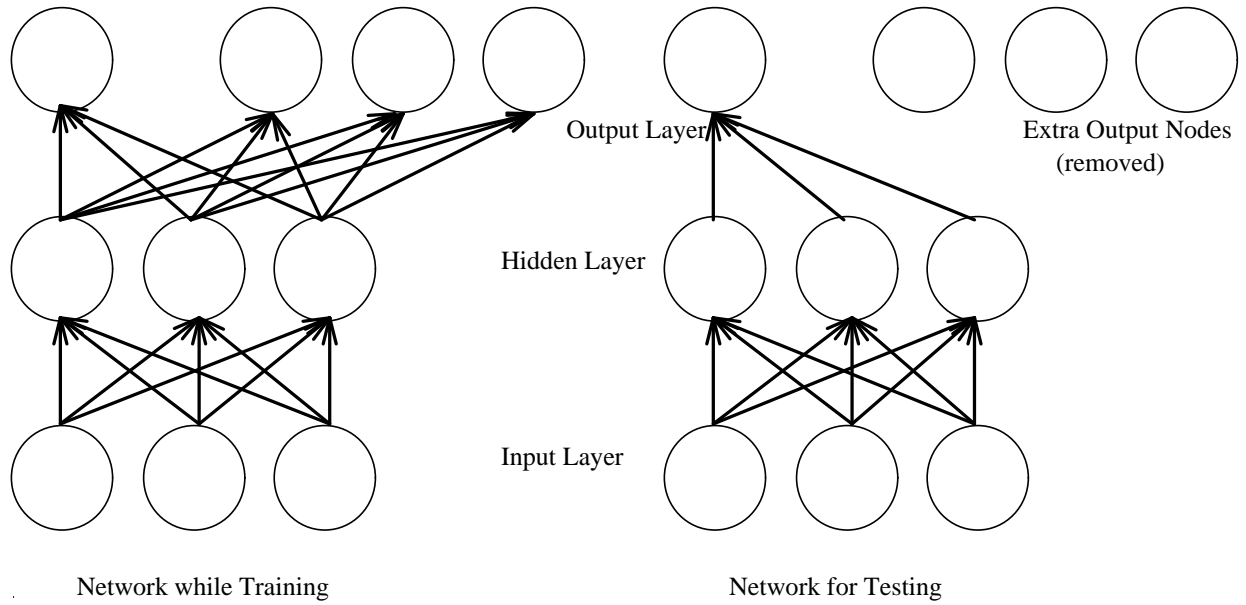 Output Layer
Extra Output Nodes
(removed)
Hidden Layer
Input Layer
Network while Training
Network for Testing